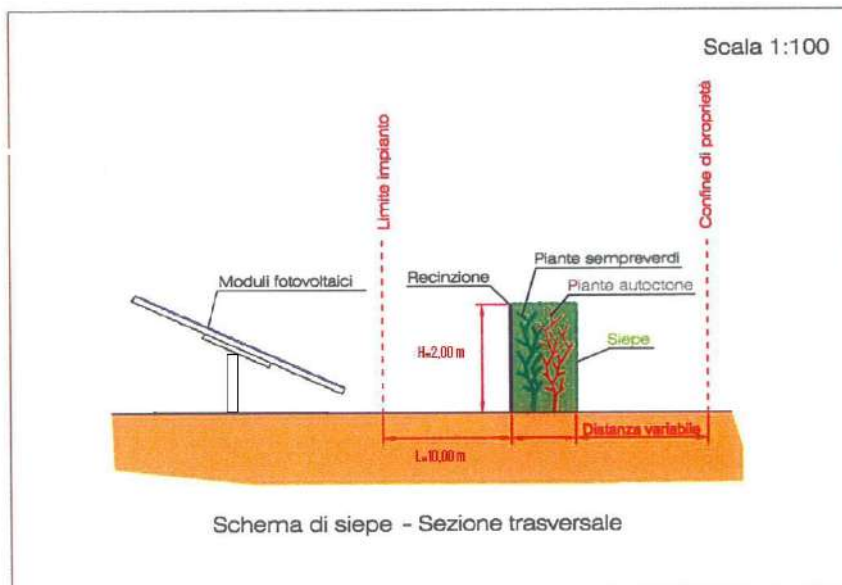 Scala 1:100
Limite impianto
Confine di proprietà
Piante sempreverdi
Recinzione
Piante autoctone
Moduli fotovoltaici
Siepe
H=2,00 m
Distanza variabile
L=10,00 m
Schema di siepe - Sezione trasversale